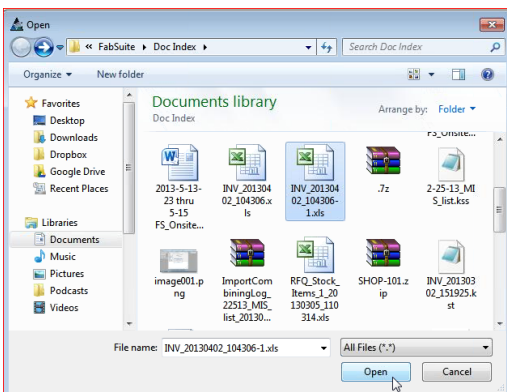 Open
« FabSuite ▸ Doc Index ▸
Search Doc Index
Organize ▾
New folder
Favorites
Desktop
Downloads
Dropbox
Google Drive
Recent Places
Libraries
Documents
Music
Pictures
Podcasts
Videos
Documents library
Doc Index
Arrange by: Folder ▾
FS_Onsite...
2013-5-13-
23 thru
5-15
FS_Onsite...
INV_201304
02_104306.x
ls
INV_201304
02_104306-
1.xls
.7z
2-25-13_MI
S_list.kss
image001.p
ng
ImportCom
biningLog_
22513_MIS_
list_20130...
RFQ_Stock_
Items_1_20
130305_110
314.xls
SHOP-101.z
ip
INV_201303
02_151925.k
st
File name: INV_20130402_104306-1.xls
All Files (*.*)
Open
Cancel